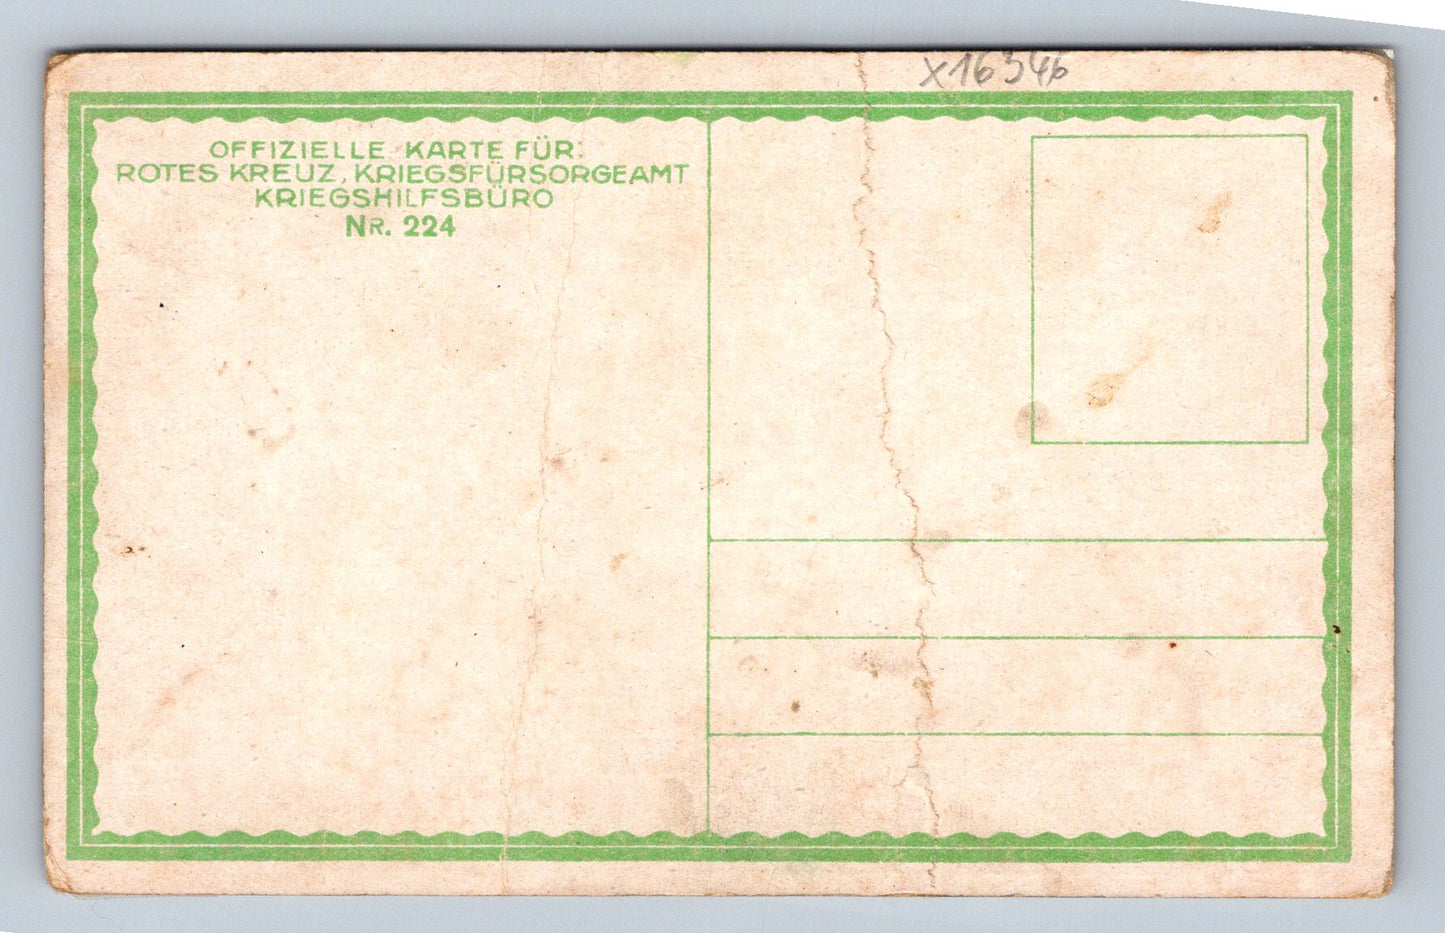 x16346
OFFIZIELLE KARTE FÜR:
ROTES KREUZ, KRIEGSFÜRSORGEAMT
KRIEGSHILFSBÜRO
NR. 224